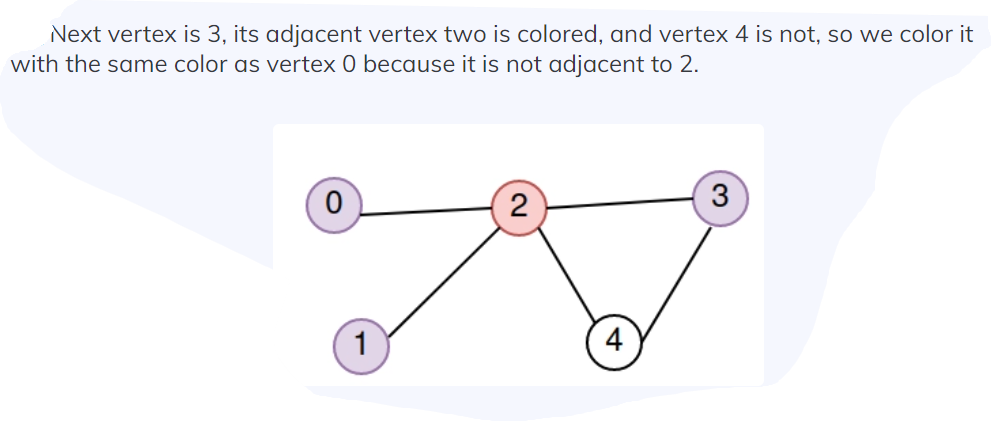 Next vertex is 3, its adjacent vertex two is colored, and vertex 4 is not, so we color it
with the same color as vertex 0 because it is not adjacent to 2.
0
2
3
1
4